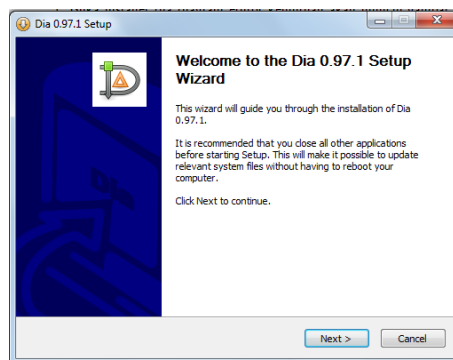 Dia 0.97.1 Setup
Welcome to the Dia 0.97.1 Setup
Wizard
This wizard will guide you through the installation of Dia
0.97.1.
It is recommended that you close all other applications
before starting Setup. This will make it possible to update
relevant system files without having to reboot your
computer.
Click Next to continue.
Next >
Cancel